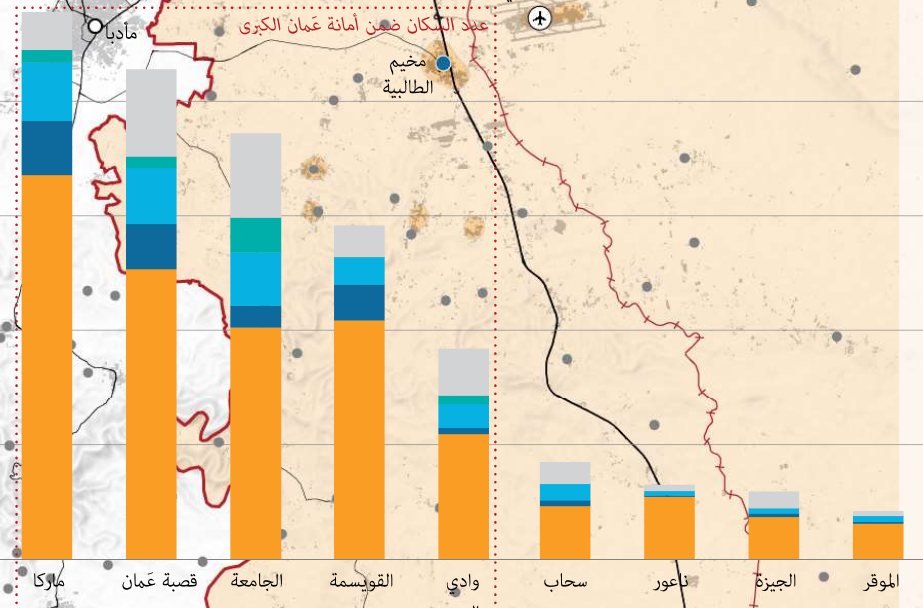 عدد السكان ضمن أمانة عَمان الكبرى
مادبا
مخيم
الطالبية
ماركا
قصبة عَمان
الجامعة
القويسمة
وادي
سحاب
ناعور
الجيزة
الموقر